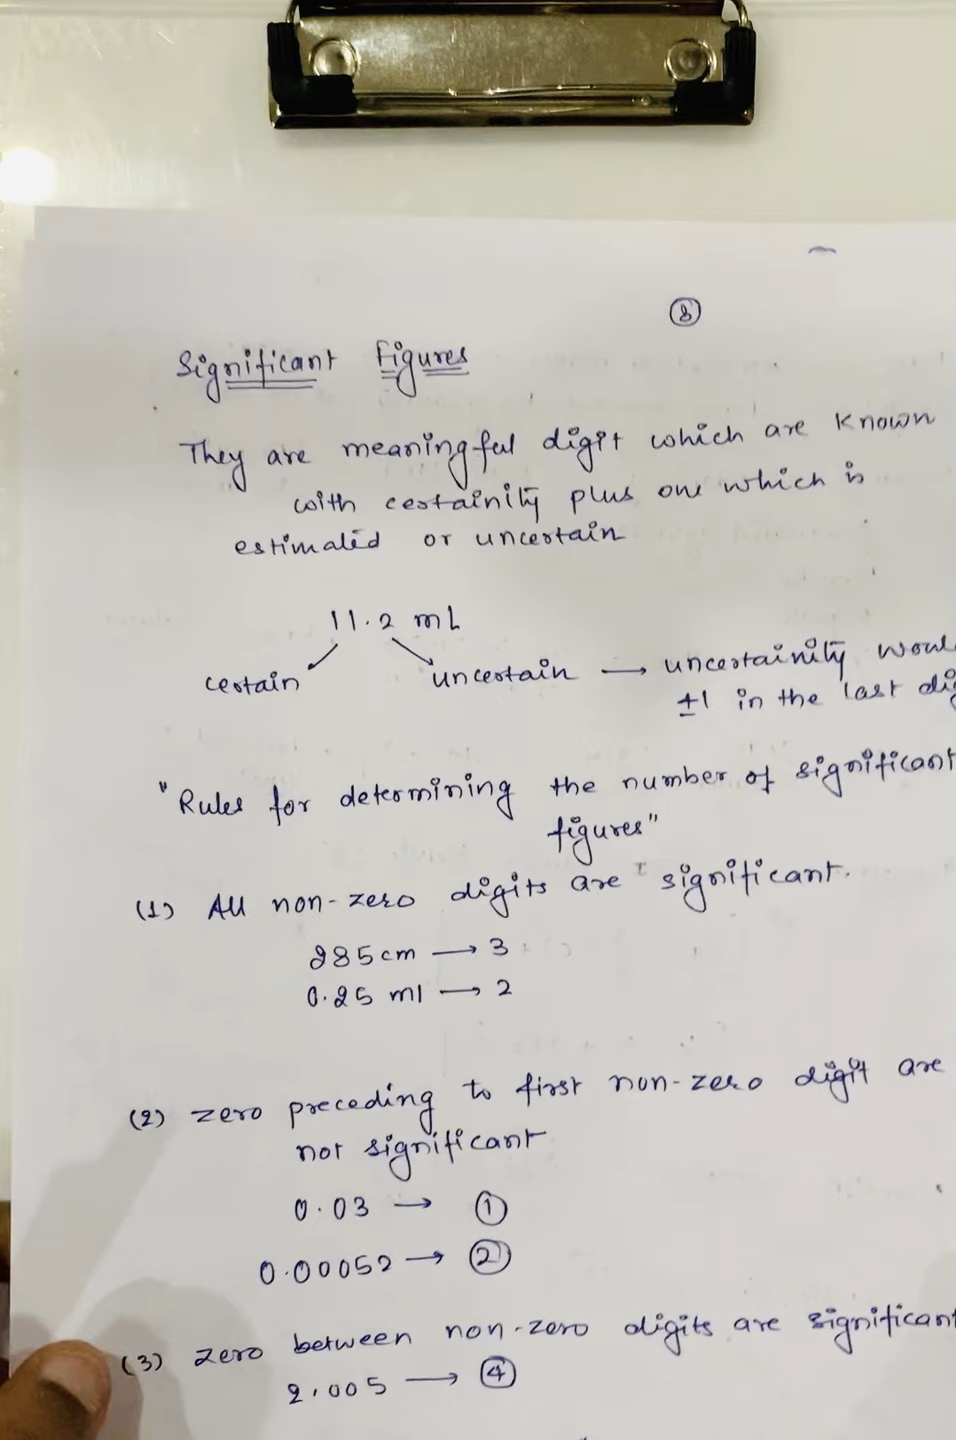 8
Significant Figures
They are meaningful digit which are known
with certainity plus one which is
estimated or uncertain
11.2 mL
certain uncertain → uncertainity
±1 in the last
"Rules for determining the number of significant
figures"
(1) All non-zero digits are significant.
285 cm → 3
0.25 ml → 2
(2) zero preceding to first non-zero digit are
not significant
0.03 → 1
0.00052 → 2
(3) zero between non-zero digits are significant
2.005 → 4